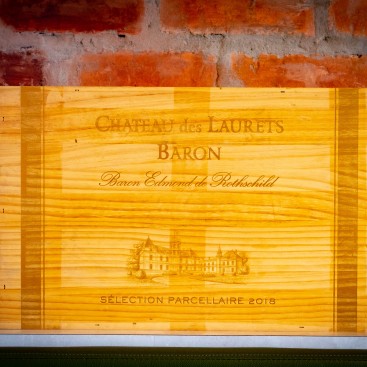 CHATEAU des LAURETS
BARON
Baron Edmond de Rothschild
SÉLECTION PARCELLAIRE 2018